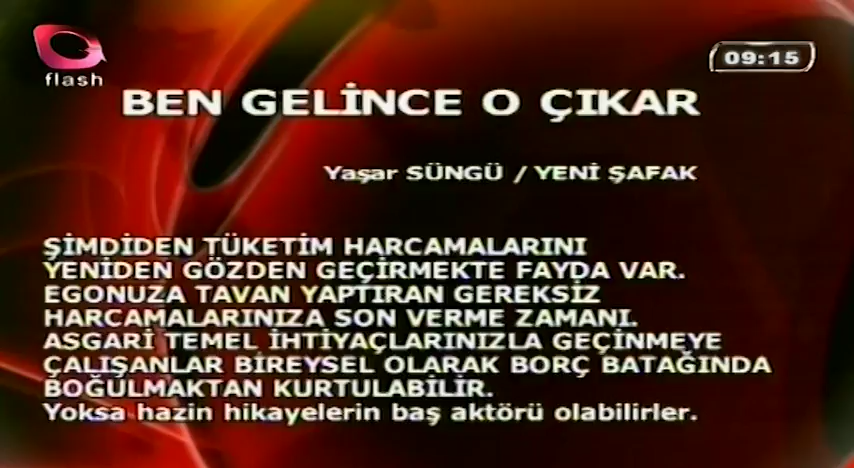 flash
09:15
BEN GELİNCE O ÇIKAR
Yaşar SÜNGÜ / YENİ ŞAFAK
ŞİMDİDEN TÜKETİM HARCAMALARINI
YENİDEN GÖZDEN GEÇİRMEKTE FAYDA VAR.
EGONUZA TAVAN YAPTIRAN GEREKSİZ
HARCAMALARINIZA SON VERME ZAMANI.
ASGARİ TEMEL İHTİYAÇLARINIZLA GEÇİNMEYE
ÇALIŞANLAR BİREYSEL OLARAK BORÇ BATAĞINDA
BOĞULMAKTAN KURTULABİLİR.
Yoksa hazin hikayelerin baş aktörü olabilirler.